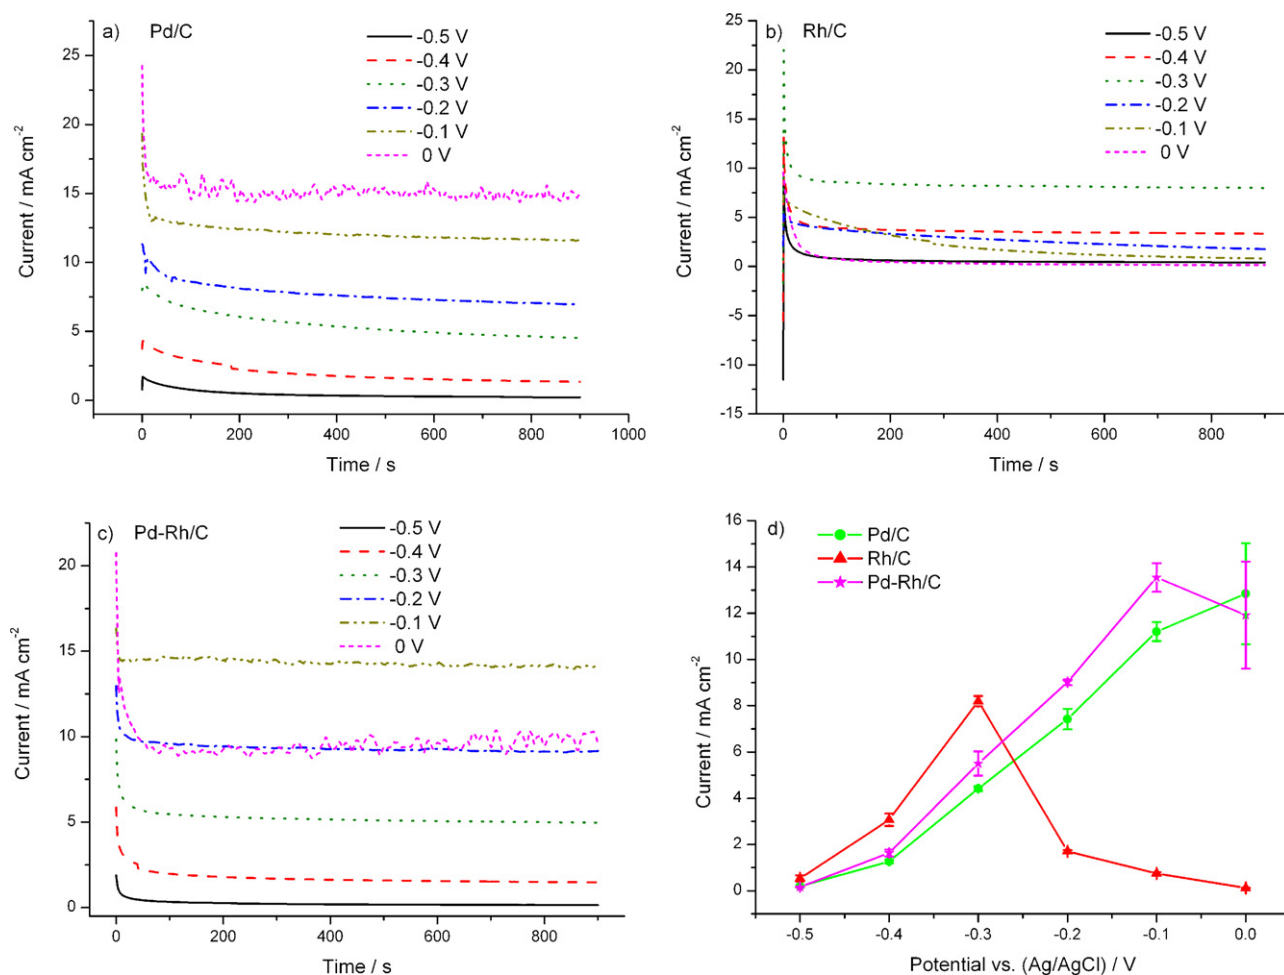 a) Pd/C
-0.5 V
-0.4 V
-0.3 V
-0.2 V
-0.1 V
0 V
25
20
15
10
5
0
Current / mA cm-2
0 200 400 600 800 1000
Time / s
b) Rh/C
-0.5 V
-0.4 V
-0.3 V
-0.2 V
-0.1 V
0 V
25
20
15
10
5
0
-5
-10
-15
Current / mA cm-2
0 200 400 600 800
Time / s
c) Pd-Rh/C
-0.5 V
-0.4 V
-0.3 V
-0.2 V
-0.1 V
0 V
20
15
10
5
0
Current / mA cm-2
0 200 400 600 800
Time / s
d)
Pd/C
Rh/C
Pd-Rh/C
16
14
12
10
8
6
4
2
0
Current / mA cm-2
-0.5 -0.4 -0.3 -0.2 -0.1 0.0
Potential vs. (Ag/AgCl) / V